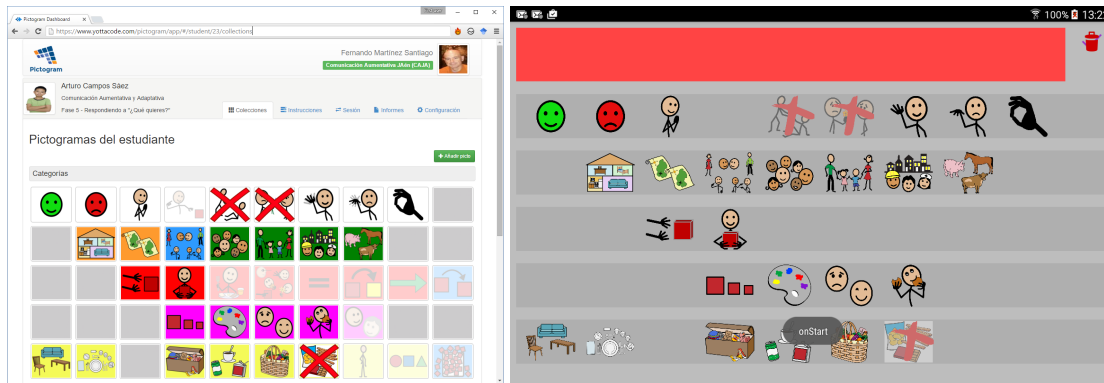 Pictogram Dashboard
https://www.yottacode.com/pictogram/app/#/student/23/collections
Pictogram
Fernando Martínez Santiago
Comunicación Aumentativa JAén (CAJA)
Arturo Campos Sáez
Comunicación Aumentativa y Adaptativa
Fase 5 - Respondiendo a "¿Qué quieres?"
Colecciones
Instrucciones
Sesión
Informes
Configuración
Pictogramas del estudiante
+ Añadir picto
Categorías
100% 13:22
onStart